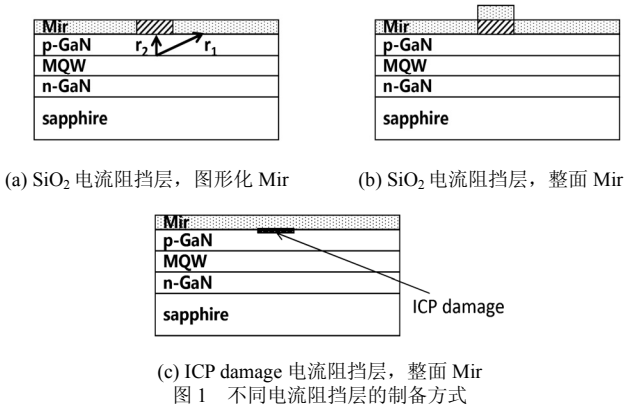 Mir
p-GaN r₂ r₁
MQW
n-GaN
sapphire
(a) SiO₂ 电流阻挡层，图形化 Mir
Mir
p-GaN
MQW
n-GaN
sapphire
(b) SiO₂ 电流阻挡层，整面 Mir
Mir
p-GaN
MQW
n-GaN
sapphire
ICP damage
(c) ICP damage 电流阻挡层，整面 Mir
图 1 不同电流阻挡层的制备方式